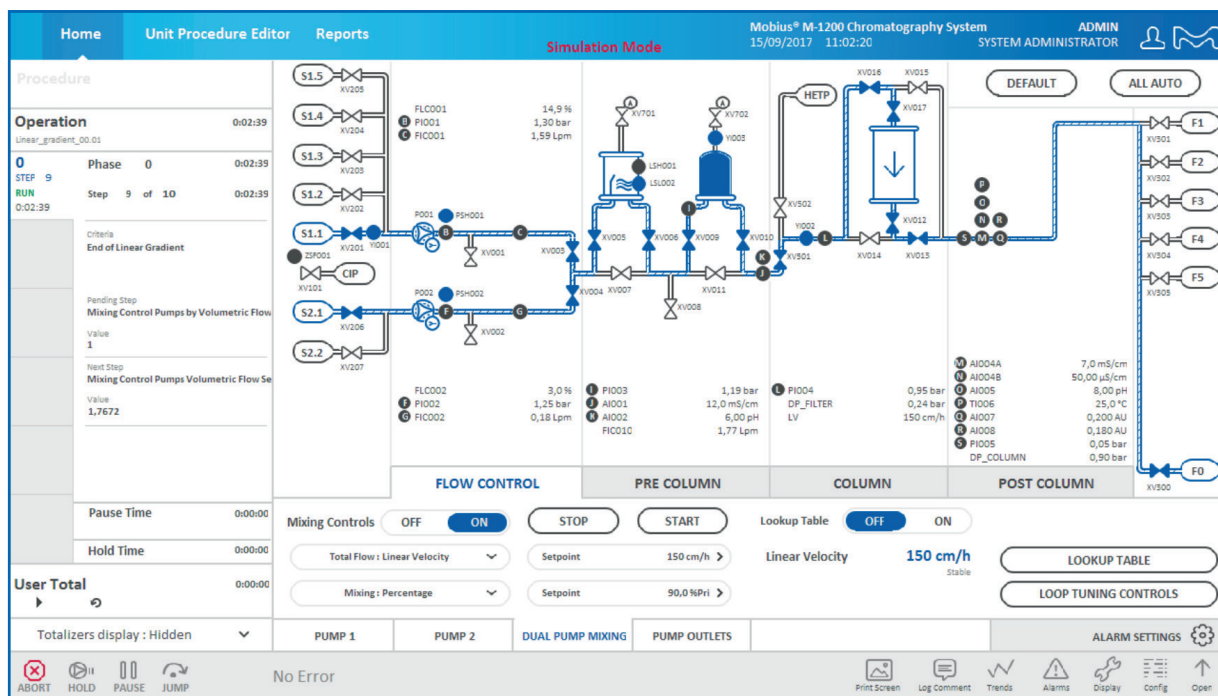 Home Unit Procedure Editor Reports
Simulation Mode
Mobius® M-1200 Chromatography System
15/09/2017 11:02:20
ADMIN
SYSTEM ADMINISTRATOR
Procedure
Operation 0:02:39
Linear_gradient_00.01
0 Phase 0 0:02:39
STEP 9
RUN Step 9 of 10 0:02:39
0:02:39
Criteria
End of Linear Gradient
Pending Step
Mixing Control Pumps by Volumetric Flow
Value
1
Next Step
Mixing Control Pumps Volumetric Flow Se
Value
1,7672
Pause Time 0:00:00
Hold Time 0:00:00
User Total 0:00:00
Totalizers display : Hidden
S1.5
XV205
S1.4
XV204
S1.3
XV203
S1.2
XV202
S1.1
XV201
YI001
ZSP001
XV101
CIP
S2.1
XV206
S2.2
XV207
FLC001 14,9 %
B PI001 1,30 bar
C FIC001 1,59 Lpm
P001
PSH001
B
C
XV001
XV003
P002
PSH002
F
G
XV002
XV004
FLC002 3,0 %
F PI002 1,25 bar
G FIC002 0,18 Lpm
A
XV701
A
XV702
YI003
LSH001
LSL002
I
XV005
XV006
XV009
XV010
XV007
XV011
XV008
K
J
I PI003 1,19 bar
J AI001 12,0 mS/cm
K AI002 6,00 pH
FIC010 1,77 Lpm
HETP
XV016
XV015
XV017
XV502
YI002
L
XV501
XV012
XV014
XV013
L PI004 0,95 bar
DP_FILTER 0,24 bar
LV 150 cm/h
DEFAULT
ALL AUTO
P
O
N R
S M Q
F1
XV301
F2
XV302
F3
XV303
F4
XV304
F5
XV305
F0
XV300
M AI004A 7,0 mS/cm
N AI004B 50,00 µS/cm
O AI005 8,00 pH
P TI006 25,0 °C
Q AI007 0,200 AU
R AI008 0,180 AU
S PI005 0,05 bar
DP_COLUMN 0,90 bar
FLOW CONTROL
PRE COLUMN
COLUMN
POST COLUMN
Mixing Controls OFF ON STOP START Lookup Table OFF ON
Total Flow : Linear Velocity Setpoint 150 cm/h Linear Velocity 150 cm/h
Stable
LOOKUP TABLE
Mixing : Percentage Setpoint 90,0 %Pri
LOOP TUNING CONTROLS
PUMP 1 PUMP 2 DUAL PUMP MIXING PUMP OUTLETS ALARM SETTINGS
ABORT HOLD PAUSE JUMP
No Error
Print Screen Log Comment Trends Alarms Display Config Open